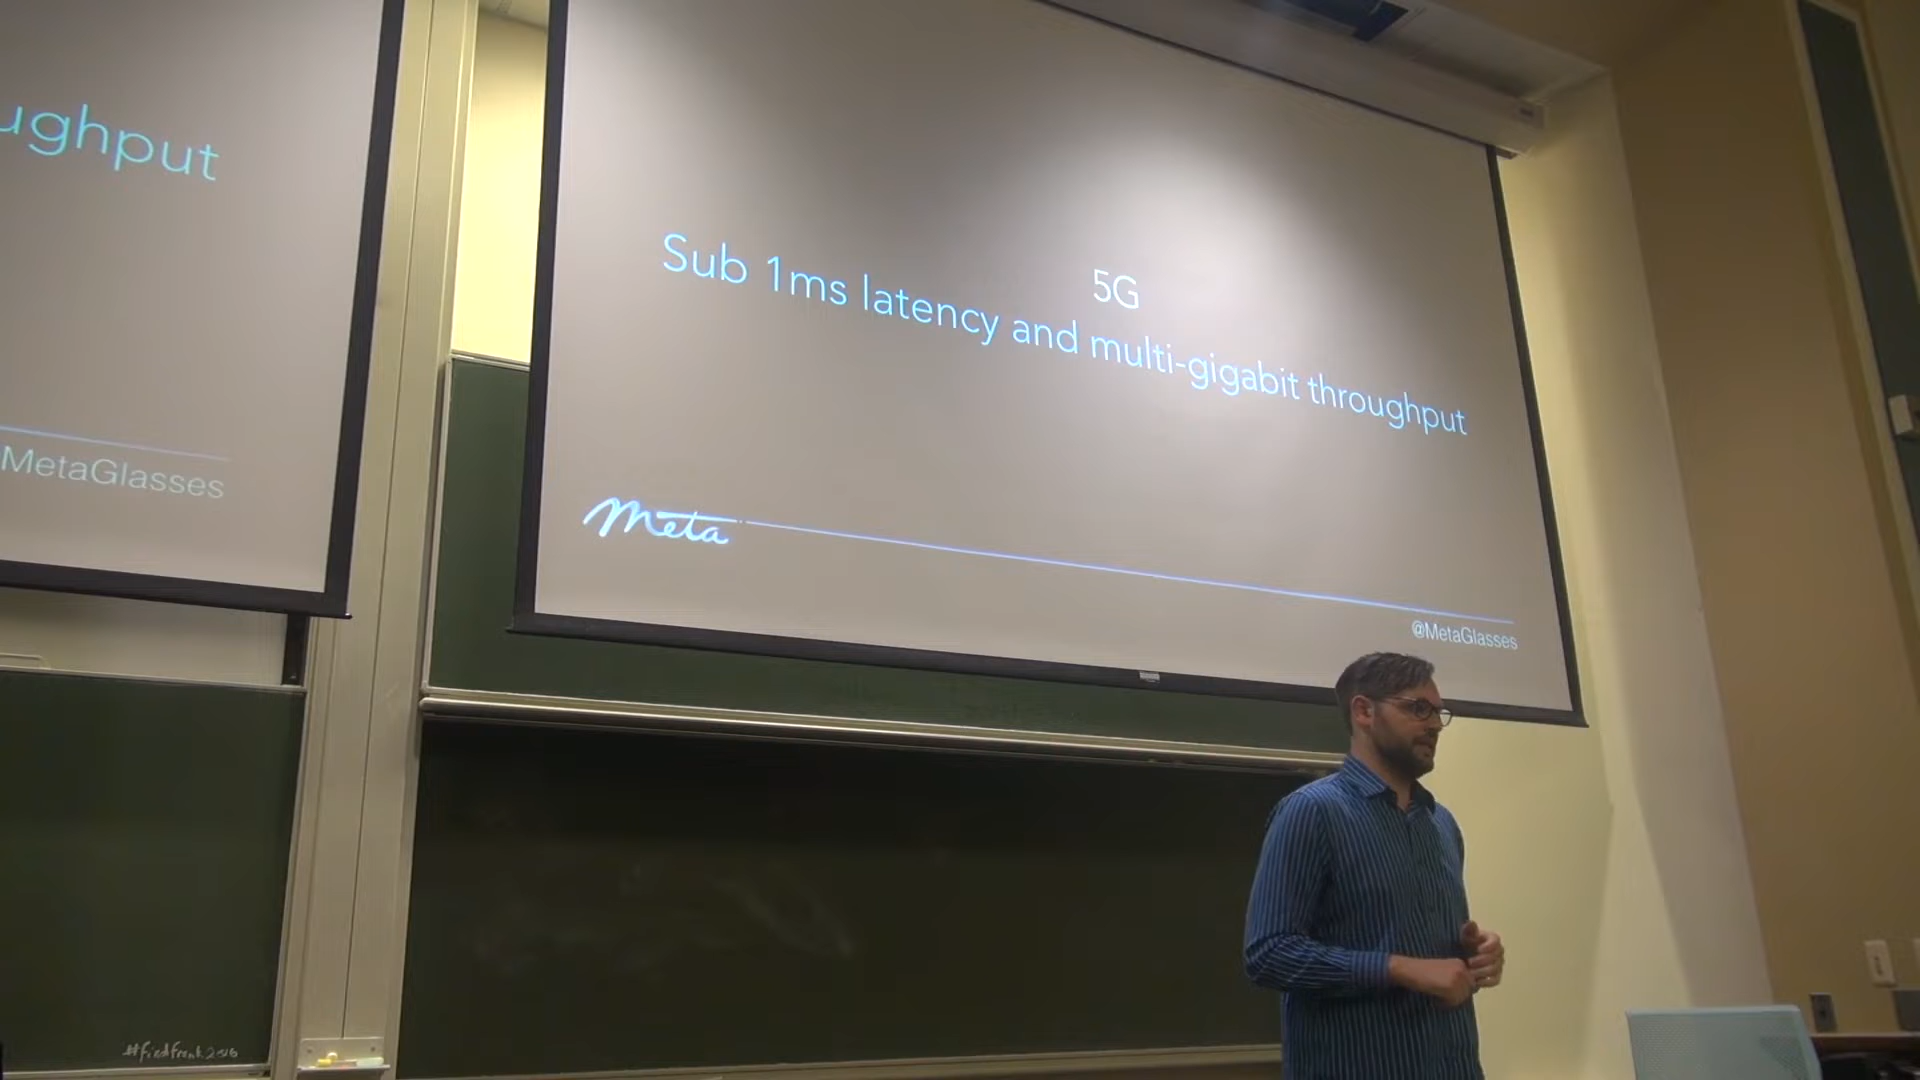 ughput
MetaGlasses
5G
Sub 1ms latency and multi-gigabit throughput
meta
@MetaGlasses